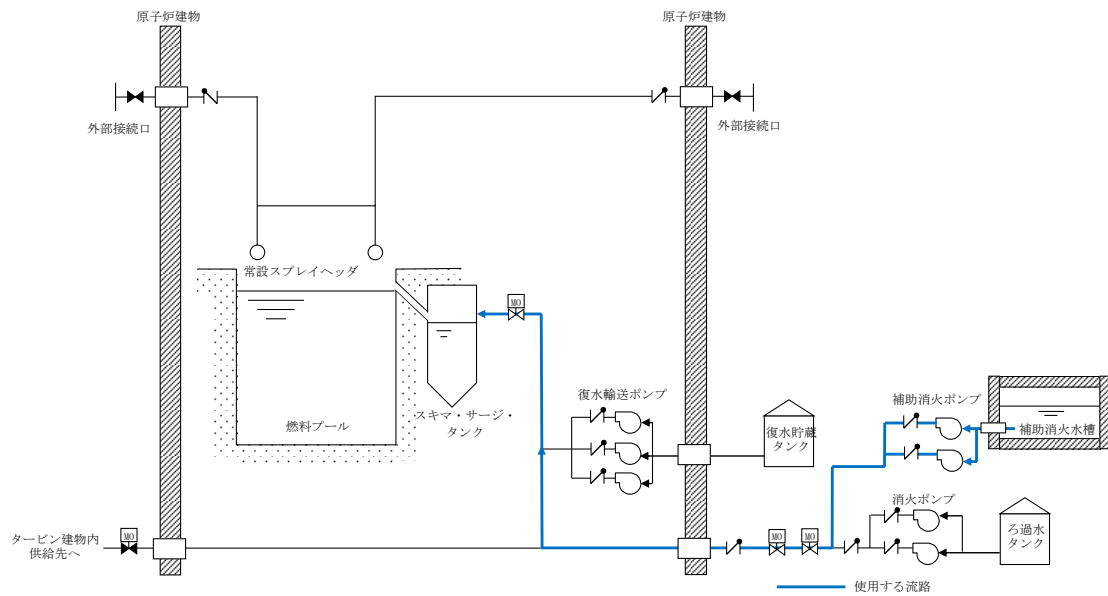 原子炉建物
原子炉建物
外部接続口
外部接続口
常設スプレイヘッダ
MO
スキマ・サージ・
タンク
燃料プール
復水輸送ポンプ
復水貯蔵
タンク
補助消火ポンプ
補助消火水槽
消火ポンプ
ろ過水
タンク
MO
MO
MO
タービン建物内
供給先へ
使用する流路